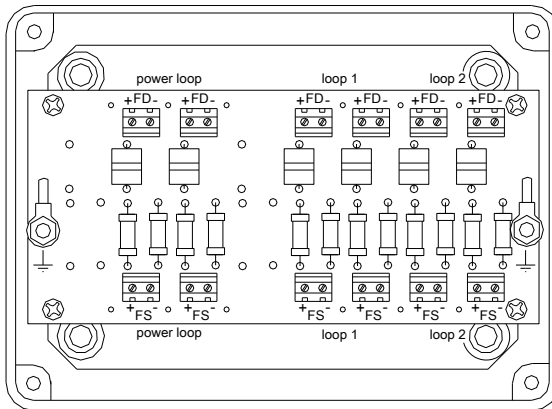 power loop loop 1 loop 2
+FD- +FD- +FD- +FD- +FD- +FD-
+FS- +FS- +FS- +FS- +FS- +FS-
power loop loop 1 loop 2